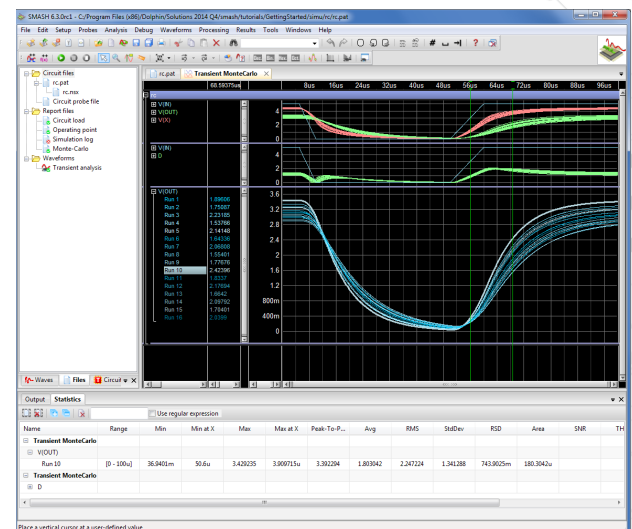 SMASH 6.3.0rc1 - C:/Program Files (x86)/Dolphin/Solutions 2014 Q4/smash/tutorials/GettingStarted/simu/rc/rc.pat
File Edit Setup Probes Analysis Debug Waveforms Processing Results Tools Windows Help
Circuit files
rc.pat
rc.nsx
Circuit probe file
Report files
Circuit load
Operating point
Simulation log
Monte-Carlo
Waveforms
Transient analysis
rc.pat Transient MonteCarlo
68.59375us 8us 16us 24us 32us 40us 48us 56us 64us 72us 80us 88us 96us
V(IN)
V(OUT)
V(X)
4
2
0
V(IN)
D
4
2
0
V(OUT)
Run 1 1.89606
Run 2 1.75087
Run 3 2.23185
Run 4 1.53766
Run 5 2.14148
Run 6 1.64336
Run 7 2.06808
Run 8 1.55401
Run 9 1.77676
Run 10 2.42396
Run 11 1.8337
Run 12 2.17694
Run 13 1.6642
Run 14 2.09792
Run 15 1.70401
Run 16
3.6
3.2
2.8
2.4
2
1.6
1.2
800m
400m
0
Waves Files Circuit
Output Statistics
Use regular expression
Name Range Min Min at X Max Max at X Peak-To-P... Avg RMS StdDev RSD Area SNR TH
Transient MonteCarlo
V(OUT)
Run 10 [0 - 100u] 36.9401m 50.6u 3.429235 3.909715u 3.392294 1.803042 2.247224 1.341288 743.9025m 180.3042u
Transient MonteCarlo
D
Place a vertical cursor at a user-defined value